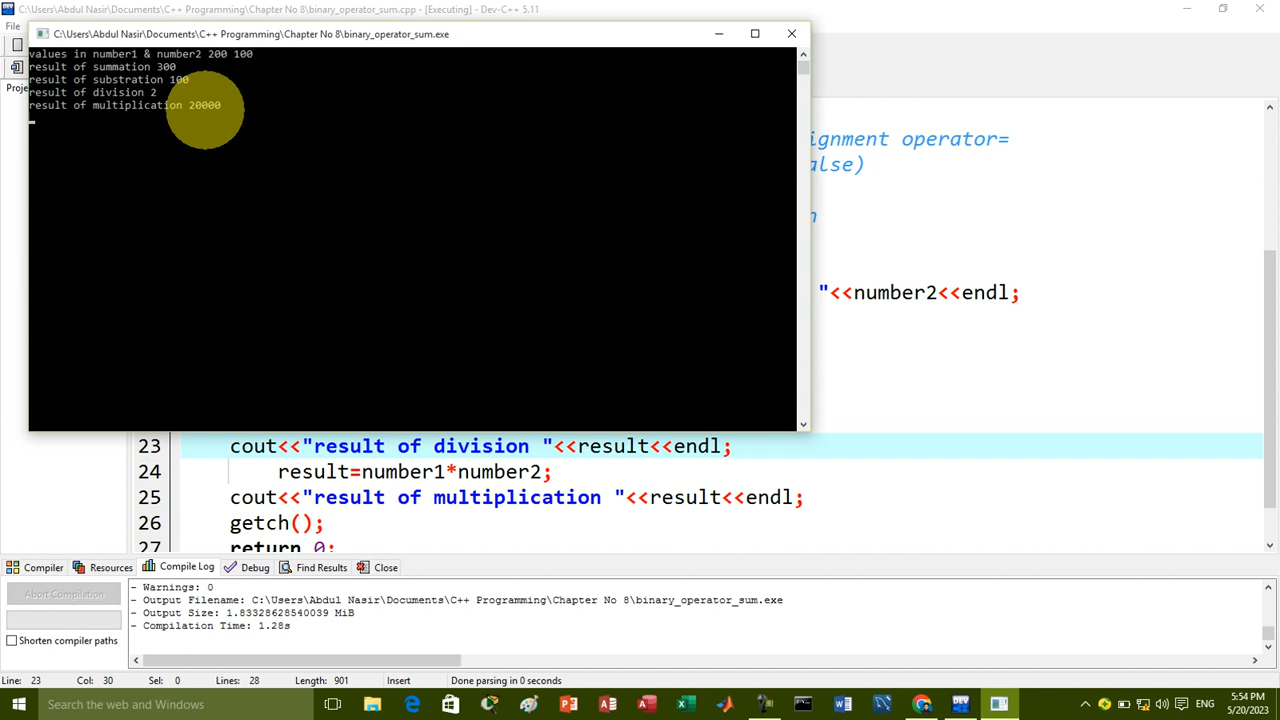 C:\Users\Abdul Nasir\Documents\C++ Programming\Chapter No 8\binary_operator_sum.cpp - [Executing] - Dev-C++ 5.11
File
C:\Users\Abdul Nasir\Documents\C++ Programming\Chapter No 8\binary_operator_sum.exe
values in number1 & number2 200 100
result of summation 300
result of substration 100
result of division 2
result of multiplication 20000
Proje
ignment operator=
alse)
n
"<<number2<<endl;
23 cout<<"result of division "<<result<<endl;
24 result=number1*number2;
25 cout<<"result of multiplication "<<result<<endl;
26 getch();
27 return 0;
Compiler Resources Compile Log Debug Find Results Close
Abort Compilation
Shorten compiler paths
- Warnings: 0
- Output Filename: C:\Users\Abdul Nasir\Documents\C++ Programming\Chapter No 8\binary_operator_sum.exe
- Output Size: 1.83328628540039 MiB
- Compilation Time: 1.28s
Line: 23 Col: 30 Sel: 0 Lines: 28 Length: 901 Insert Done parsing in 0 seconds
Search the web and Windows
ENG
5:54 PM
5/20/2023